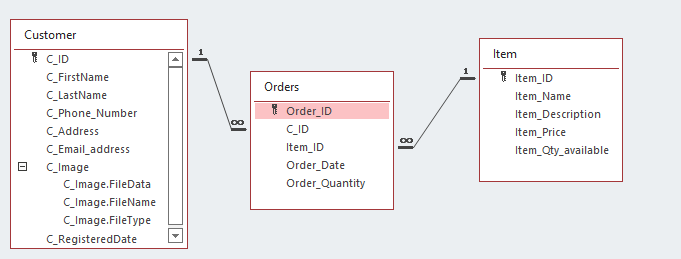 Customer
C_ID
C_FirstName
C_LastName
C_Phone_Number
C_Address
C_Email_address
C_Image
C_Image.FileData
C_Image.FileName
C_Image.FileType
C_RegisteredDate
1
∞
Orders
Order_ID
C_ID
Item_ID
Order_Date
Order_Quantity
1
∞
Item
Item_ID
Item_Name
Item_Description
Item_Price
Item_Qty_available